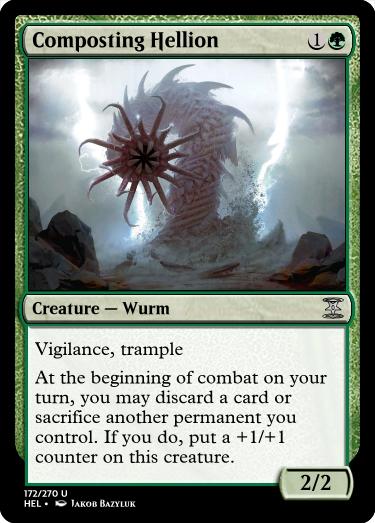 Composting Hellion 1
Creature — Wurm
Vigilance, trample
At the beginning of combat on your
turn, you may discard a card or
sacrifice another permanent you
control. If you do, put a +1/+1
counter on this creature.
2/2
172/270 U
HEL • Jakob Bazyluk